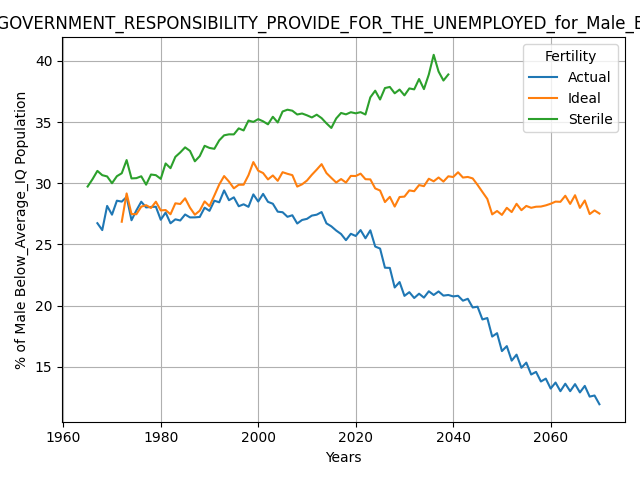 GOVERNMENT_RESPONSIBILITY_PROVIDE_FOR_THE_UNEMPLOYED_for_Male_
% of Male Below_Average_IQ Population
40
35
30
25
20
15
1960 1980 2000 2020 2040 2060
Years
Fertility
Actual
Ideal
Sterile